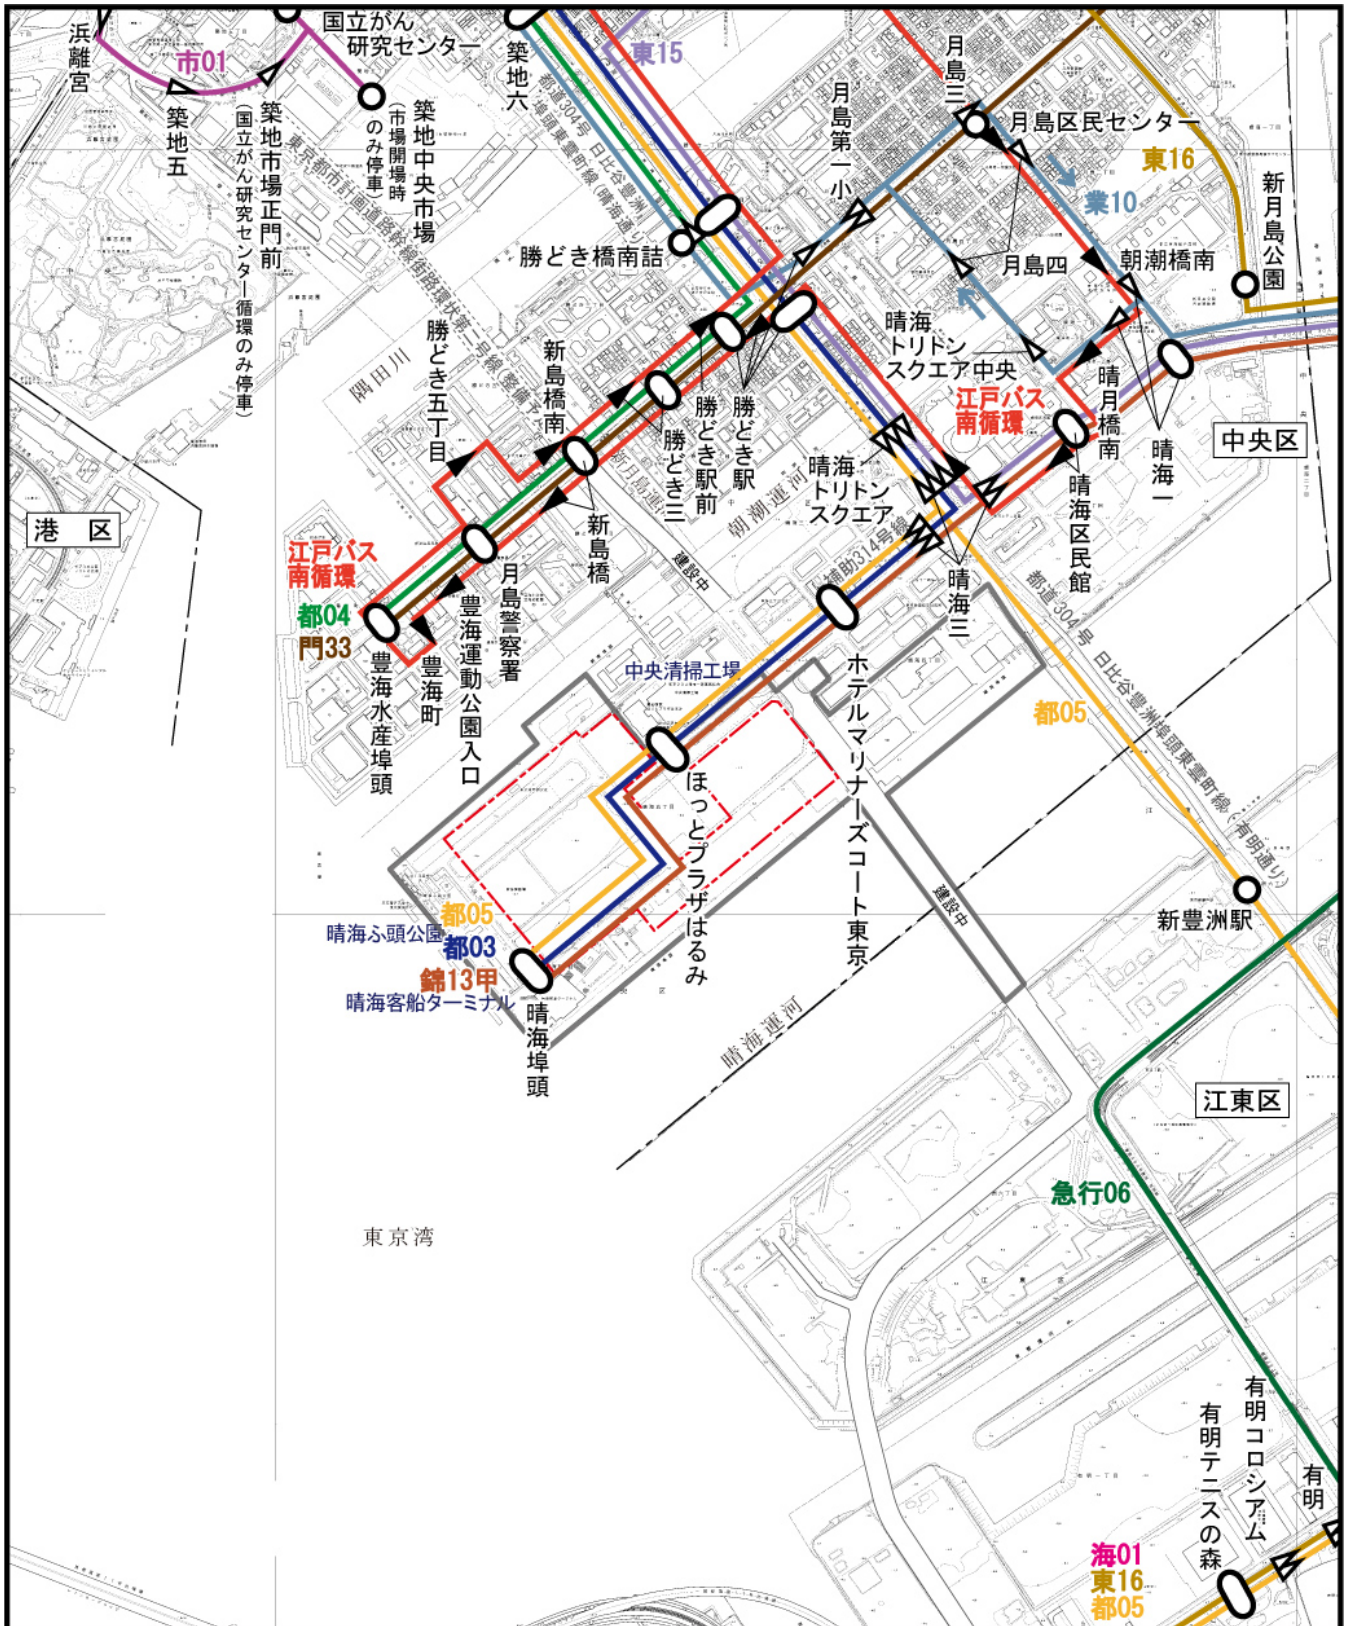 浜離宮
市01
築地五
築地市場正門前
(国立がん研究センター循環のみ停車)
国立がん
研究センター
築地中央市場
(市場開場時
のみ停車)
築地六
東15
都道304号 日比谷豊洲
埠頭東雲町線(晴海通り)
東京都市計画道路幹線街路環状第二号線整備予
勝どき橋南詰
月島第一小
月島三
月島区民センター
東16
業10
新月島公園
月島四
朝潮橋南
晴海
トリトン
スクエア中央
江戸バス
南循環
晴月橋南
晴海一
中央区
隅田川
勝どき五丁目
新島橋南
勝どき三
勝どき駅前
勝どき駅
晴海
トリトン
スクエア
晴海区民館
新月島運
朝潮運河
建設中
補助314号線
晴海三
港 区
江戸バス
南循環
都04
門33
新島橋
月島警察署
豊海運動公園入口
豊海町
豊海水産埠頭
中央清掃工場
ホテルマリナーズコート東京
都道304号 日比谷豊洲埠頭東雲町線(有明通り)
都05
ほっとプラザはるみ
建設中
都05
晴海ふ頭公園
都03
錦13甲
晴海客船ターミナル
晴海埠頭
新豊洲駅
晴海運河
江東区
急行06
東京湾
有明テニスの森
有明コロシアム
有明
海01
東16
都05